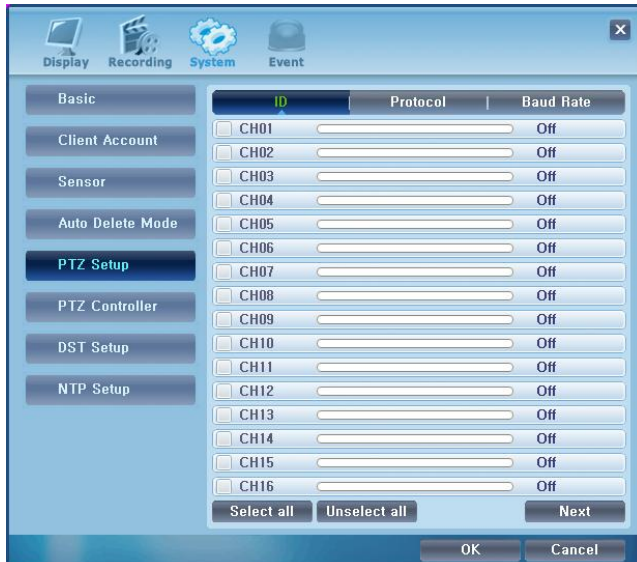 Display Recording System Event
Basic
Client Account
Sensor
Auto Delete Mode
PTZ Setup
PTZ Controller
DST Setup
NTP Setup
ID | Protocol | Baud Rate
CH01 Off
CH02 Off
CH03 Off
CH04 Off
CH05 Off
CH06 Off
CH07 Off
CH08 Off
CH09 Off
CH10 Off
CH11 Off
CH12 Off
CH13 Off
CH14 Off
CH15 Off
CH16 Off
Select all Unselect all Next
OK Cancel